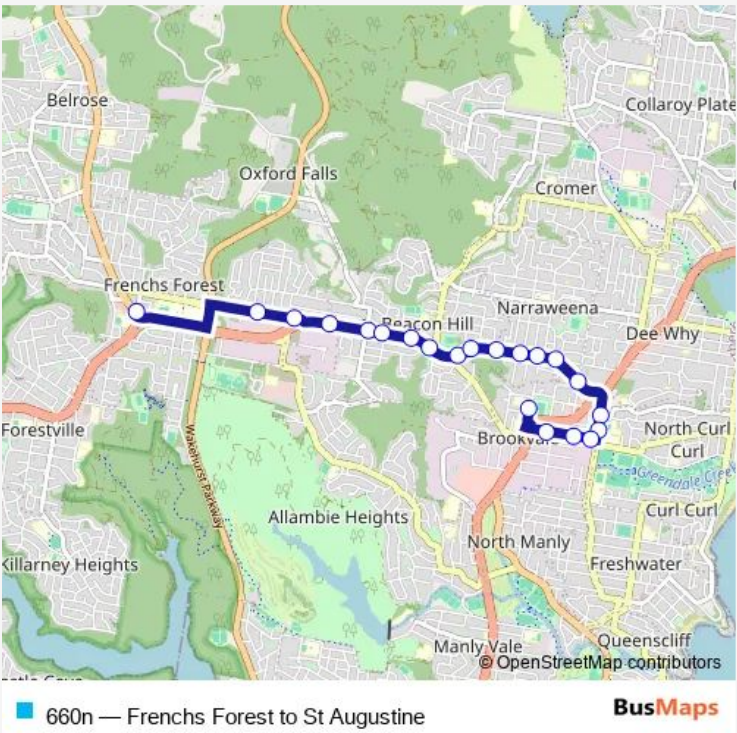 Belrose
Collaroy Plate
Oxford Falls
Cromer
Frenchs Forest
Narraweena
Beacon Hill
Dee Why
Forestville
Brookvale
North Curl
Curl
Wakehurst Parkway
Greendale Creek
Allambie Heights
Curl Curl
North Manly
Killarney Heights
Freshwater
Queenscliff
Manly Vale
© OpenStreetMap contributors
660n — Frenchs Forest to St Augustine
BusMaps